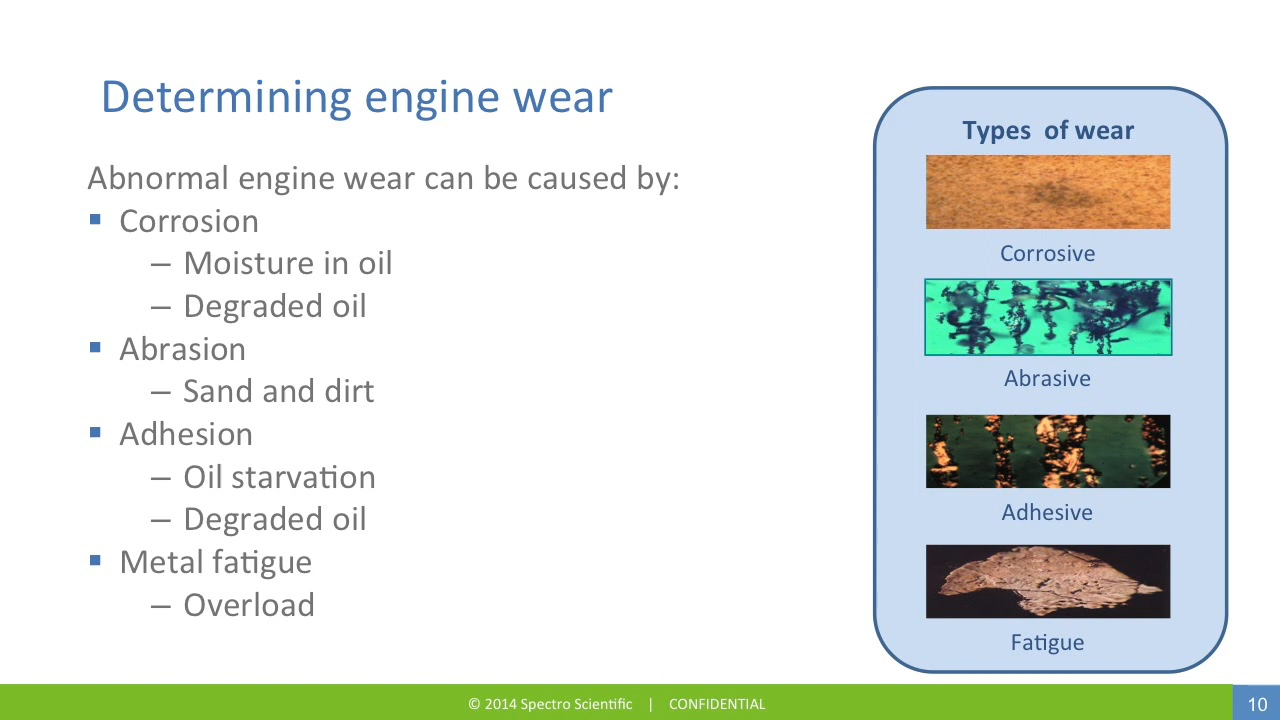 Determining engine wear
Abnormal engine wear can be caused by:
▪ Corrosion
– Moisture in oil
– Degraded oil
▪ Abrasion
– Sand and dirt
▪ Adhesion
– Oil starvation
– Degraded oil
▪ Metal fatigue
– Overload
Types of wear
Corrosive
Abrasive
Adhesive
Fatigue
© 2014 Spectro Scientific | CONFIDENTIAL
10